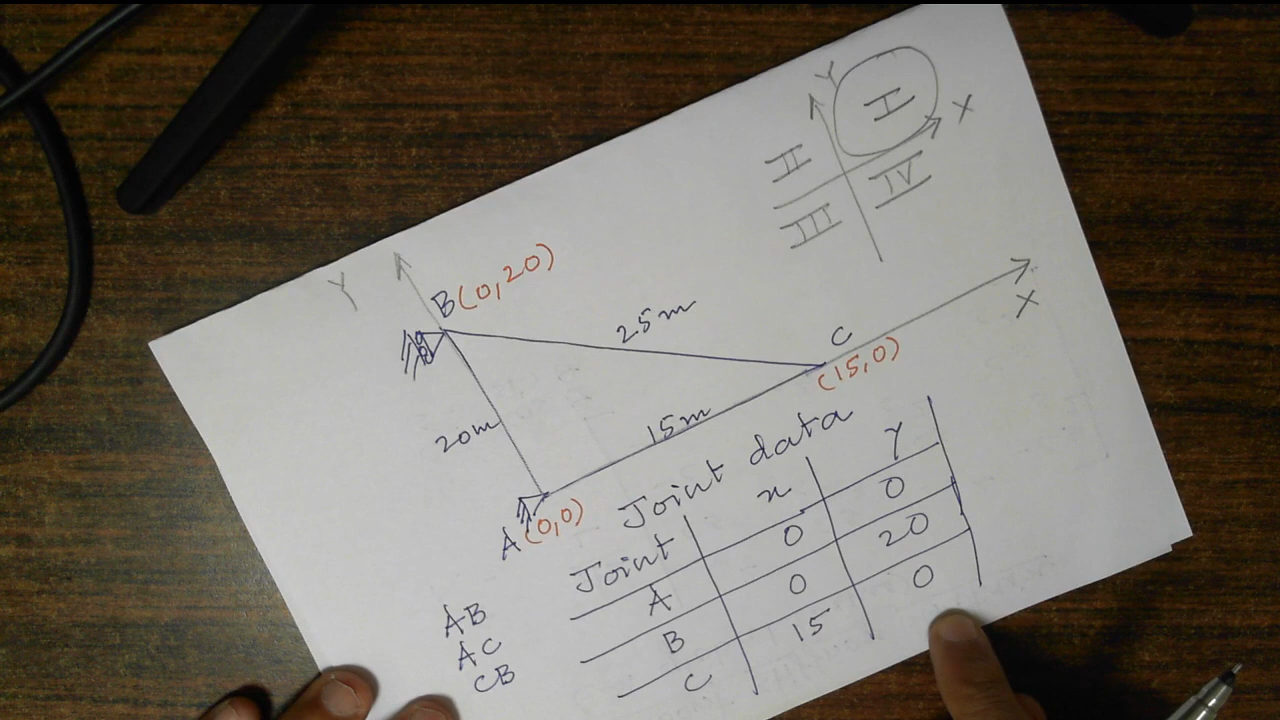 Y
X
II
I
III
IV
Y
B(0,20)
25m
C
(15,0)
X
20m
15m
A(0,0)
Joint data
Joint x Y
A 0 0
B 0 20
C 15 0
AB
AC
CB